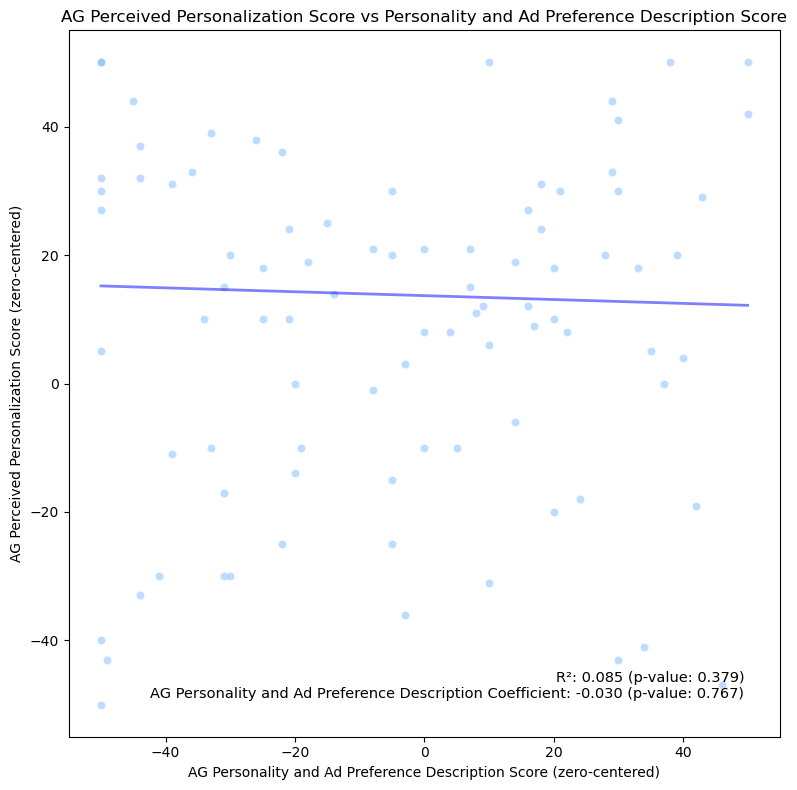 AG Perceived Personalization Score vs Personality and Ad Preference Description Score
AG Perceived Personalization Score (zero-centered)
40
20
0
−20
−40
R²: 0.085 (p-value: 0.379)
AG Personality and Ad Preference Description Coefficient: -0.030 (p-value: 0.767)
−40
−20
0
20
40
AG Personality and Ad Preference Description Score (zero-centered)